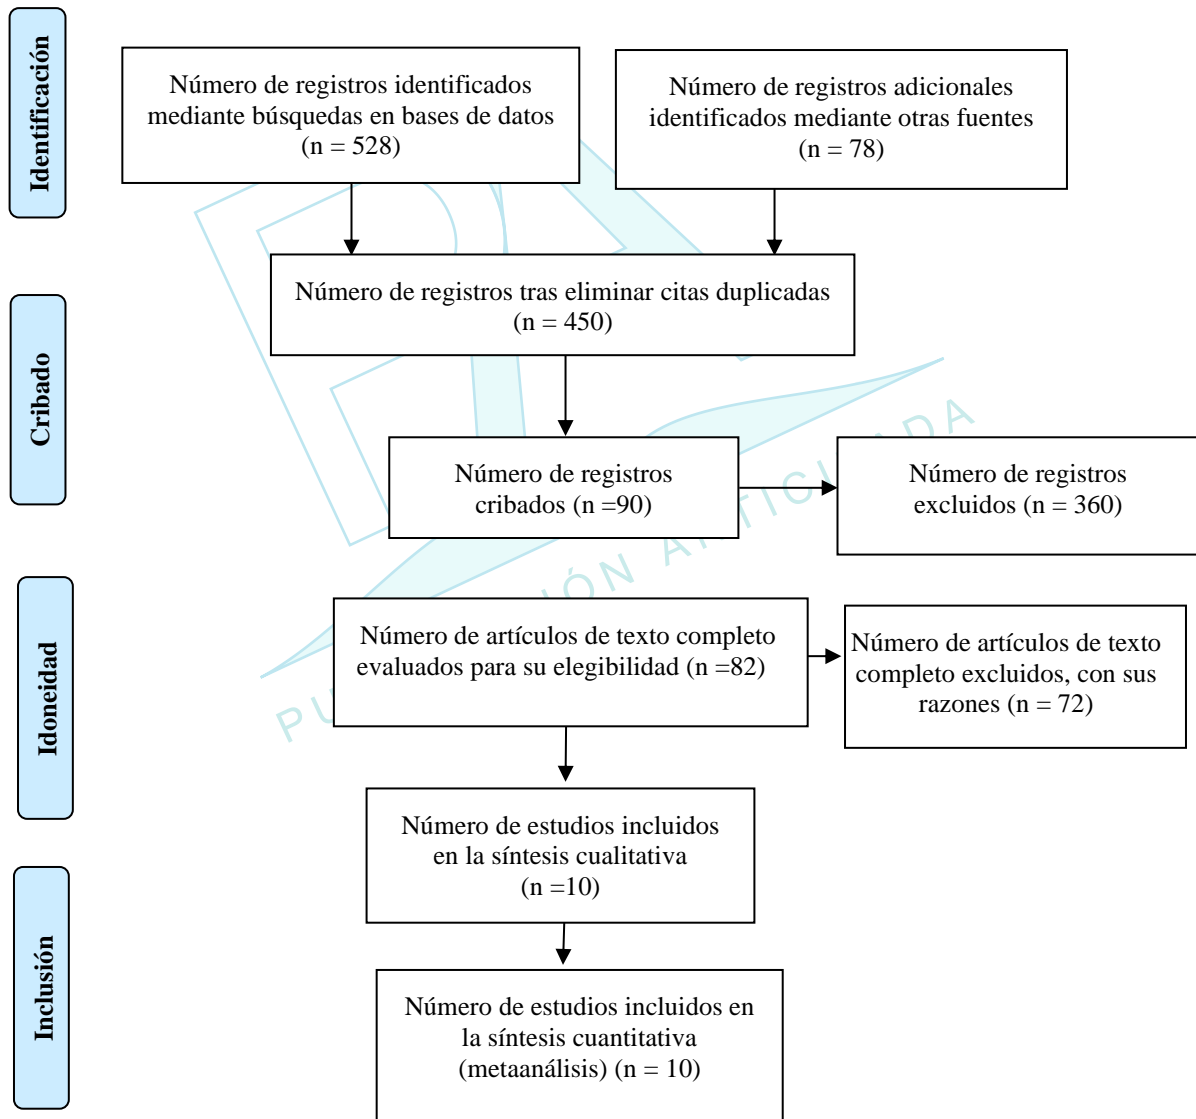 Identificación
Número de registros identificados
mediante búsquedas en bases de datos
(n = 528)
Número de registros adicionales
identificados mediante otras fuentes
(n = 78)
Número de registros tras eliminar citas duplicadas
(n = 450)
Cribado
Número de registros
cribados (n =90)
Número de registros
excluidos (n = 360)
Idoneidad
Número de artículos de texto completo
evaluados para su elegibilidad (n =82)
Número de artículos de texto
completo excluidos, con sus
razones (n = 72)
Número de estudios incluidos
en la síntesis cualitativa
(n =10)
Inclusión
Número de estudios incluidos en
la síntesis cuantitativa
(metaanálisis) (n = 10)